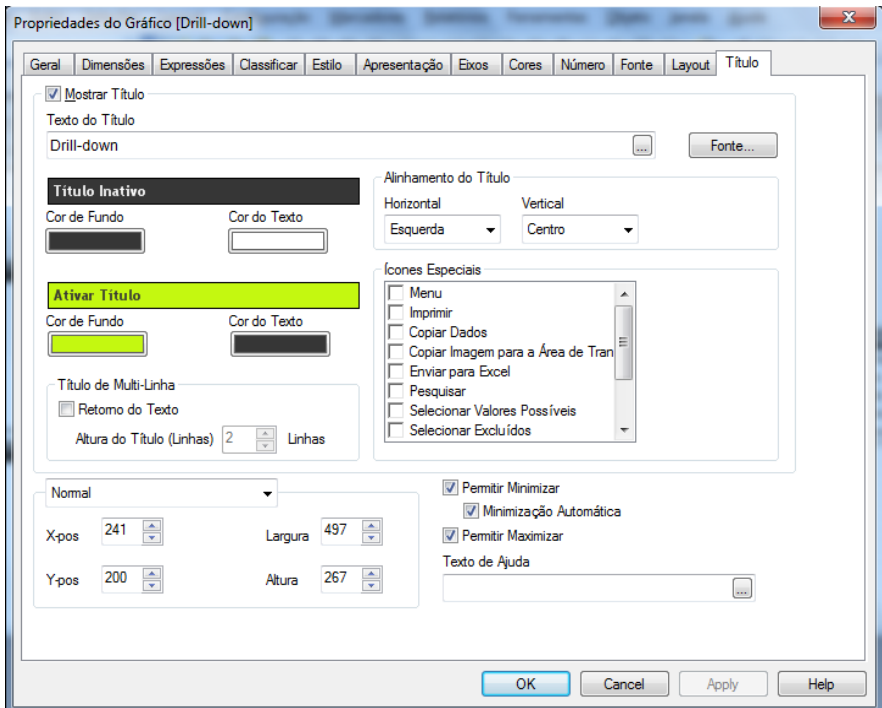 Propriedades do Gráfico [Drill-down]
Geral Dimensões Expressões Classificar Estilo Apresentação Eixos Cores Número Fonte Layout Título
Mostrar Título
Texto do Título
Drill-down ... Fonte...
Título Inativo
Cor de Fundo Cor do Texto
Alinhamento do Título
Horizontal Vertical
Esquerda Centro
Ativar Título
Cor de Fundo Cor do Texto
Ícones Especiais
Menu
Imprimir
Copiar Dados
Copiar Imagem para a Área de Tran
Enviar para Excel
Pesquisar
Selecionar Valores Possíveis
Selecionar Excluídos
Título de Multi-Linha
Retorno do Texto
Altura do Título (Linhas) 2 Linhas
Normal
X-pos 241 Largura 497
Y-pos 200 Altura 267
Permitir Minimizar
Minimização Automática
Permitir Maximizar
Texto de Ajuda
...
OK Cancel Apply Help